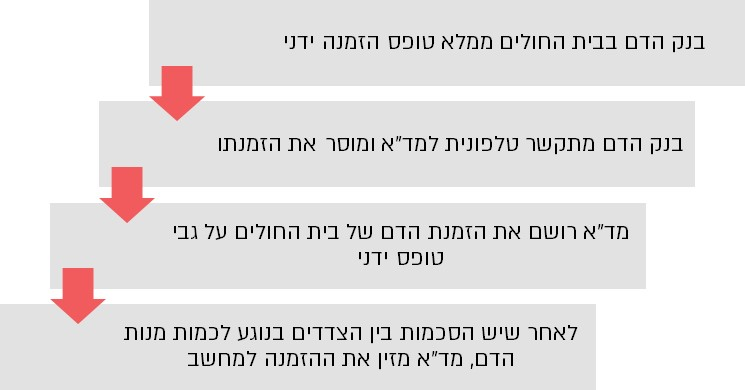 בנק הדם בבית החולים ממלא טופס הזמנה ידני
בנק הדם מתקשר טלפונית למד"א ומוסר את הזמנתו
מד"א רושם את הזמנת הדם של בית החולים על גבי
טופס ידני
לאחר שיש הסכמות בין הצדדים בנוגע לכמות מנות
הדם, מד"א מזין את ההזמנה למחשב